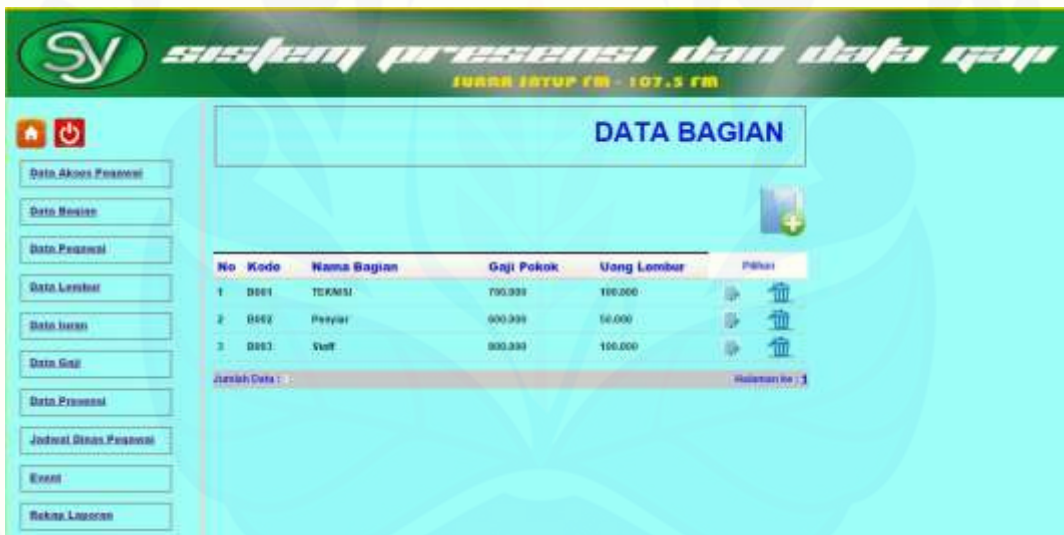 SY
sistem presensi dan data gaji
SUARA SATUP FM - 107.5 FM
DATA BAGIAN
Data Akses Pegawai
Data Bagian
Data Pegawai
Data Lembur
Data Iuran
Data Gaji
Data Presensi
Jadwal Dinas Pegawai
Event
Rekap Laporan
No Kode Nama Bagian Gaji Pokok Uang Lembur Pilihan
1 B001 TEKNISI 700.000 100.000
2 B002 Penyiar 600.000 50.000
3 B003 Staff 800.000 100.000
Jumlah Data : Halaman ke : 1